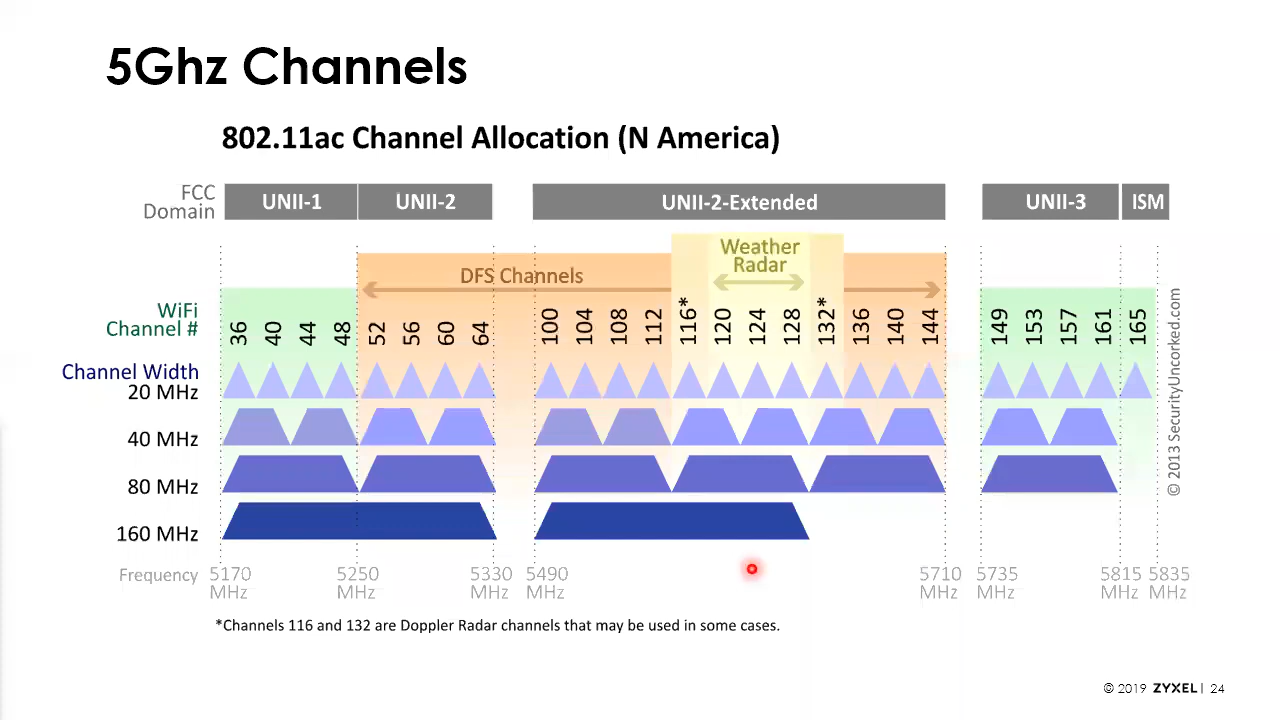 5Ghz Channels
802.11ac Channel Allocation (N America)
FCC Domain
UNII-1 UNII-2 UNII-2-Extended UNII-3 ISM
Weather
Radar
DFS Channels
WiFi
Channel #
36 40 44 48 52 56 60 64 100 104 108 112 116* 120 124 128 132* 136 140 144 149 153 157 161 165
Channel Width
20 MHz
40 MHz
80 MHz
160 MHz
Frequency
5170 MHz
5250 MHz
5330 MHz
5490 MHz
5710 MHz
5735 MHz
5815 MHz
5835 MHz
*Channels 116 and 132 are Doppler Radar channels that may be used in some cases.
© 2013 SecurityUncorked.com
© 2019 ZYXEL | 24